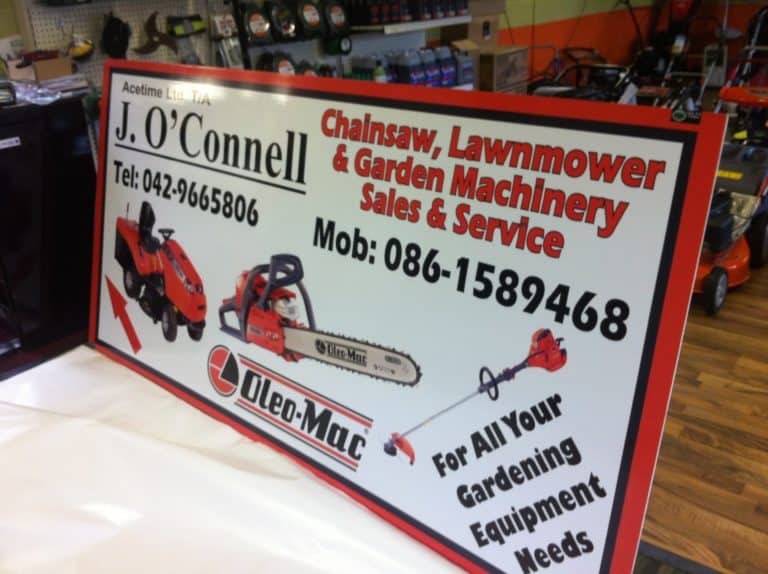 Acetime Ltd. T/A
J. O'Connell
Tel: 042-9665806
Chainsaw, Lawnmower
& Garden Machinery
Sales & Service
Mob: 086-1589468
Oleo-Mac
Oleo-Mac
For All Your
Gardening
Equipment
Needs